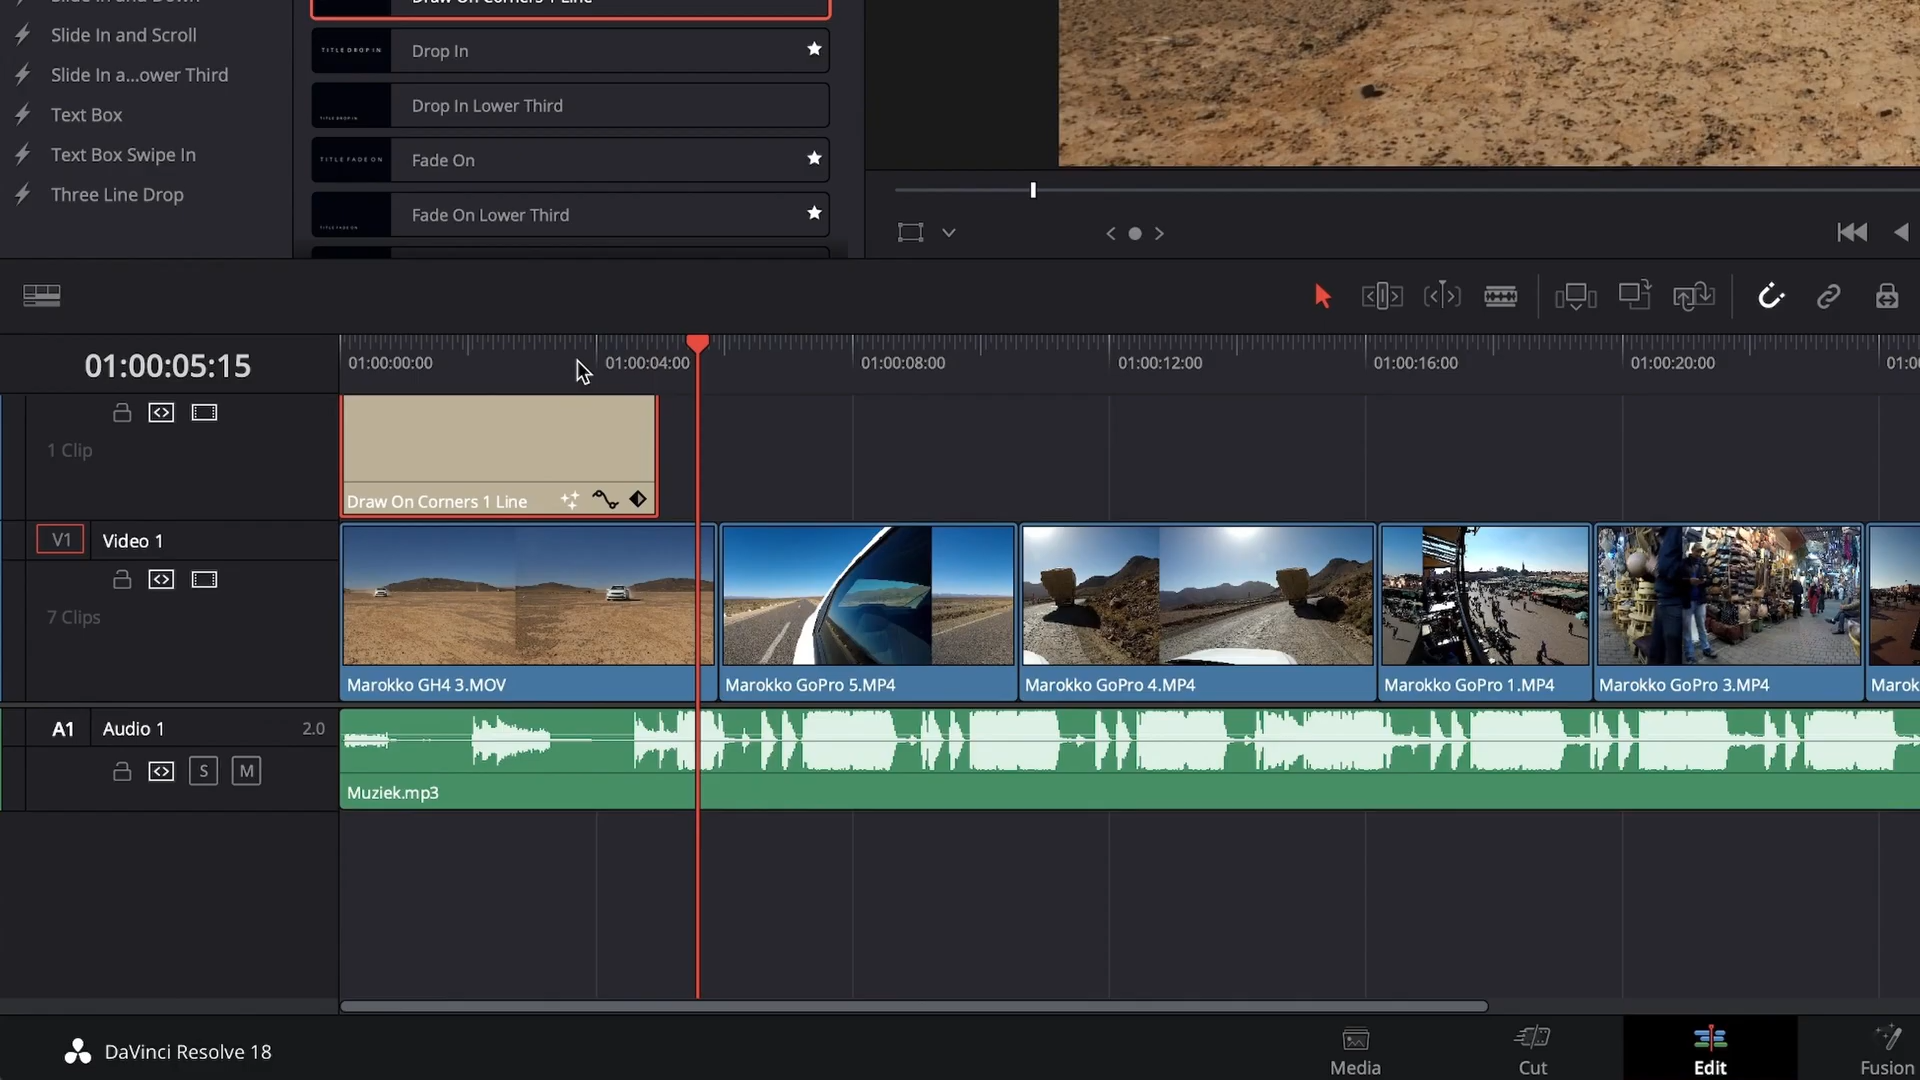 Slide In and Down
Slide In and Scroll
Slide In a...ower Third
Text Box
Text Box Swipe In
Three Line Drop
Draw On Corners 1 Line
TITLE DROP IN
Drop In
TITLE DROP IN
Drop In Lower Third
TITLE FADE ON
Fade On
TITLE FADE ON
Fade On Lower Third
01:00:05:15
01:00:00:00
01:00:04:00
01:00:08:00
01:00:12:00
01:00:16:00
01:00:20:00
01:0
1 Clip
Draw On Corners 1 Line
V1
Video 1
7 Clips
Marokko GH4 3.MOV
Marokko GoPro 5.MP4
Marokko GoPro 4.MP4
Marokko GoPro 1.MP4
Marokko GoPro 3.MP4
Marok
A1
Audio 1
2.0
S
M
Muziek.mp3
DaVinci Resolve 18
Media
Cut
Edit
Fusion